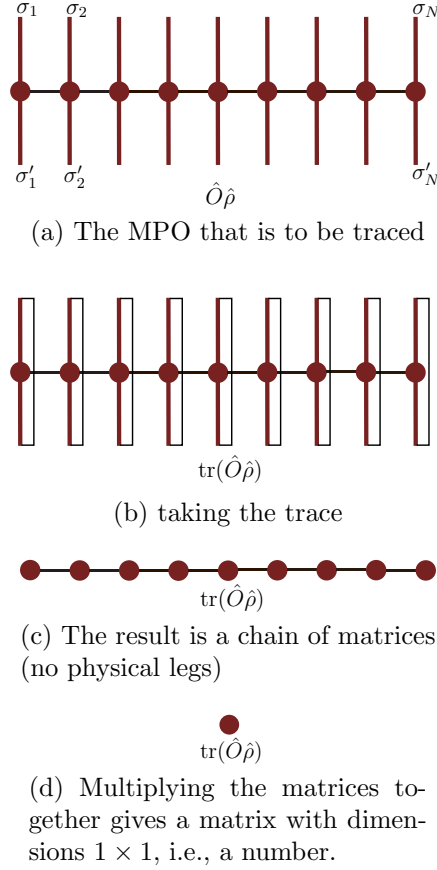 σ₁ σ₂ σ_N
σ′₁ σ′₂ σ′_N
Ôρ̂
(a) The MPO that is to be traced
tr(Ôρ̂)
(b) taking the trace
tr(Ôρ̂)
(c) The result is a chain of matrices
(no physical legs)
tr(Ôρ̂)
(d) Multiplying the matrices to-
gether gives a matrix with dimen-
sions 1 × 1, i.e., a number.